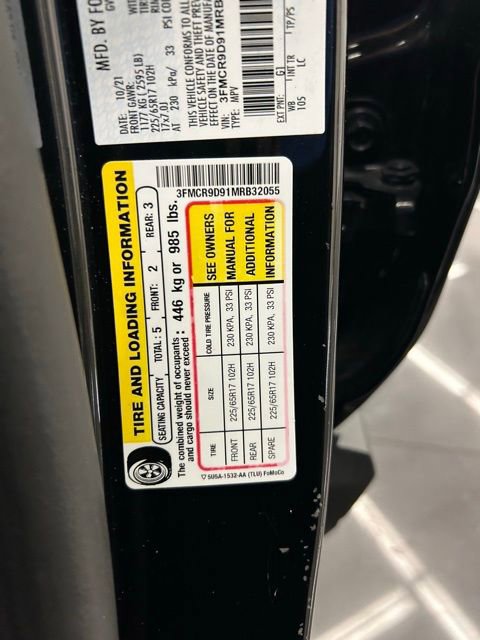 MFD. BY FO
DATE: 10/21
FRONT GAWR:
1177 KG ( 2595 LB)
225/65R17 102H
17x7.0J
AT 230 kPa/ 33 PSI
WITH
TIRE
THIS VEHICLE CONFORMS TO ALL
VEHICLE SAFETY AND THEFT PREV
EFFECT ON THE DATE OF MANUFA
VIN: 3FMCR9D91MRB
TYPE: MPV
EXT PNT: G1
WB INT TR TP/PS
105 LC
TIRE AND LOADING INFORMATION
SEATING CAPACITY TOTAL: 5 FRONT: 2 REAR: 3
The combined weight of occupants
and cargo should never exceed : 446 kg or 985 lbs.
3FMCR9D91MRB32055
TIRE SIZE COLD TIRE PRESSURE
FRONT 225/65R17 102H 230 KPA, 33 PSI
REAR 225/65R17 102H 230 KPA, 33 PSI
SPARE 225/65R17 102H 230 KPA, 33 PSI
SEE OWNERS
MANUAL FOR
ADDITIONAL
INFORMATION
5U5A-1532-AA (TLU) FoMoCo